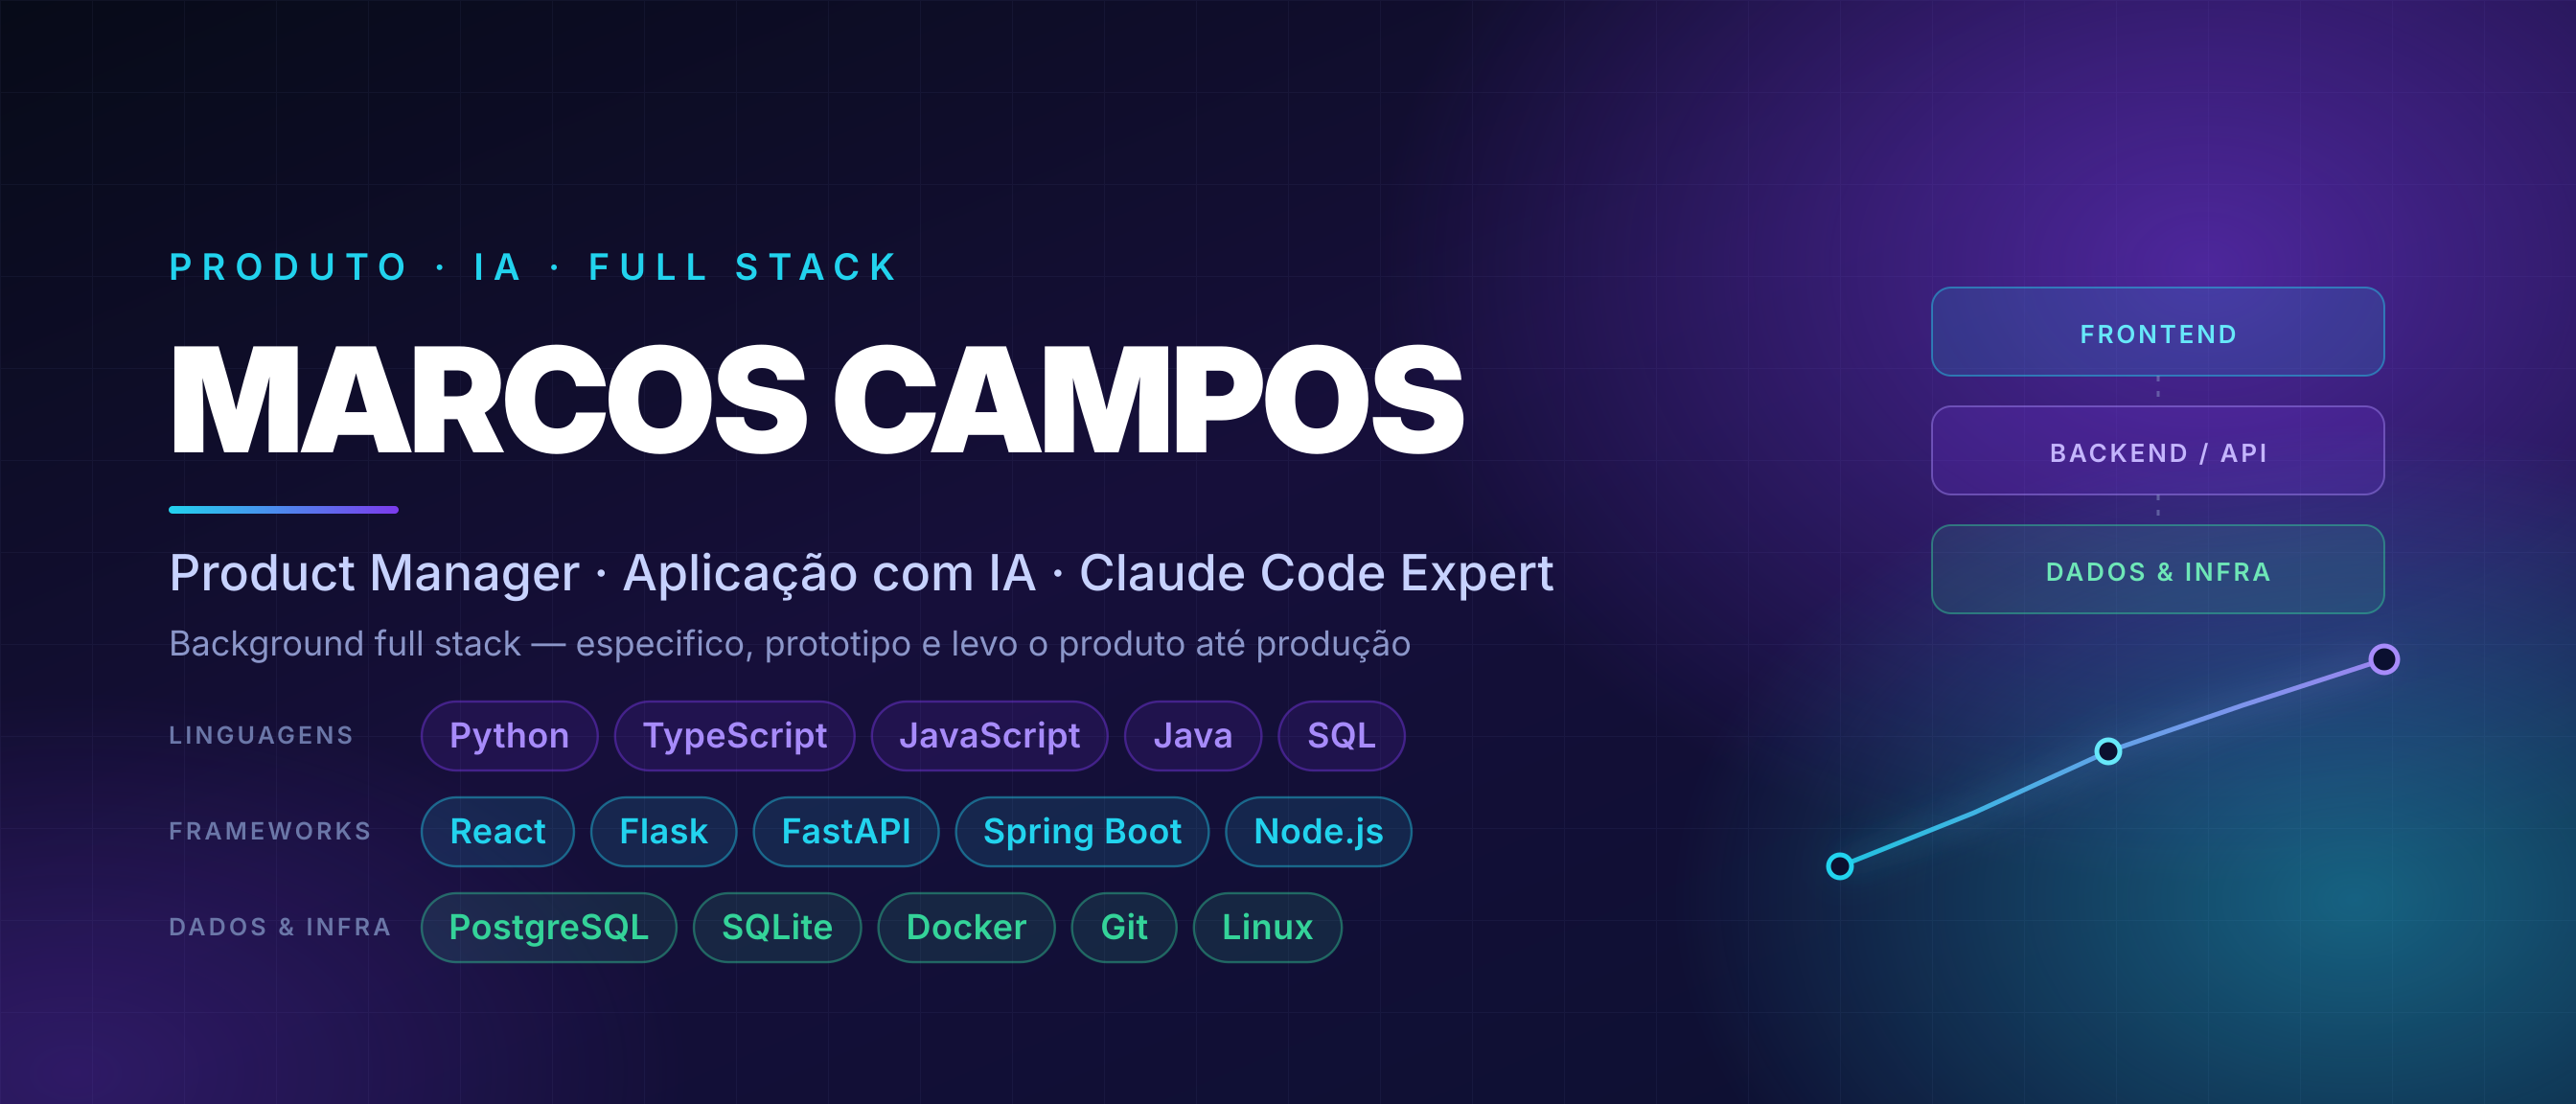 PRODUTO · IA · FULL STACK
MARCOS CAMPOS
Product Manager · Aplicação com IA · Claude Code Expert
Background full stack — especifico, prototipo e levo o produto até produção
LINGUAGENS Python TypeScript JavaScript Java SQL
FRAMEWORKS React Flask FastAPI Spring Boot Node.js
DADOS & INFRA PostgreSQL SQLite Docker Git Linux
FRONTEND
BACKEND / API
DADOS & INFRA